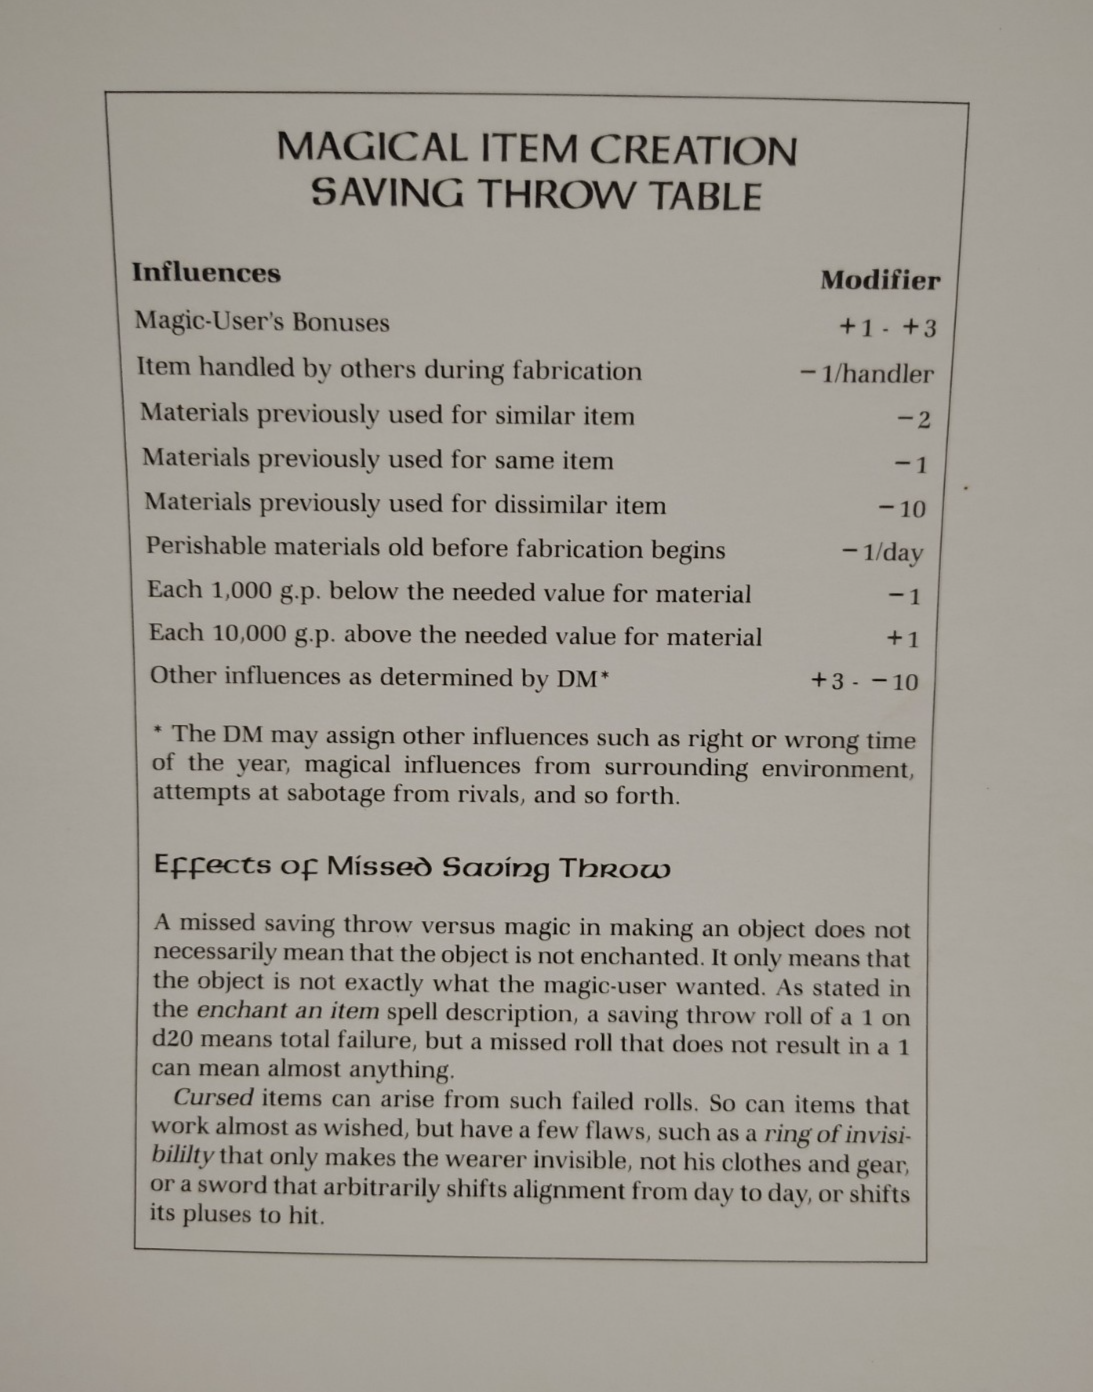 MAGICAL ITEM CREATION
SAVING THROW TABLE
Influences Modifier
Magic-User's Bonuses +1 - +3
Item handled by others during fabrication −1/handler
Materials previously used for similar item −2
Materials previously used for same item −1
Materials previously used for dissimilar item −10
Perishable materials old before fabrication begins −1/day
Each 1,000 g.p. below the needed value for material −1
Each 10,000 g.p. above the needed value for material +1
Other influences as determined by DM* +3 - −10
* The DM may assign other influences such as right or wrong time
of the year, magical influences from surrounding environment,
attempts at sabotage from rivals, and so forth.
Effects of Missed Saving Throw
A missed saving throw versus magic in making an object does not
necessarily mean that the object is not enchanted. It only means that
the object is not exactly what the magic-user wanted. As stated in
the enchant an item spell description, a saving throw roll of a 1 on
d20 means total failure, but a missed roll that does not result in a 1
can mean almost anything.
Cursed items can arise from such failed rolls. So can items that
work almost as wished, but have a few flaws, such as a ring of invisi-
bililty that only makes the wearer invisible, not his clothes and gear,
or a sword that arbitrarily shifts alignment from day to day, or shifts
its pluses to hit.